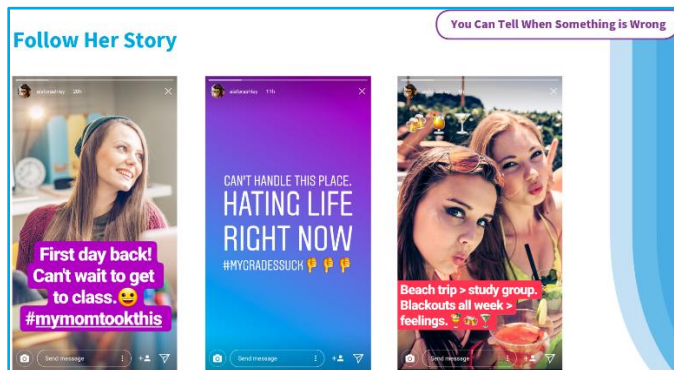 You Can Tell When Something is Wrong
Follow Her Story
20h
First day back!
Can't wait to get
to class.😀
#mymomtookthis
Send message
11h
CAN'T HANDLE THIS PLACE.
HATING LIFE
RIGHT NOW
#MYGRADESSUCK 👎👎👎
Send message
🍻🍹🍸
Beach trip > study group.
Blackouts all week >
feelings. 🍹🍻🍸
Send message